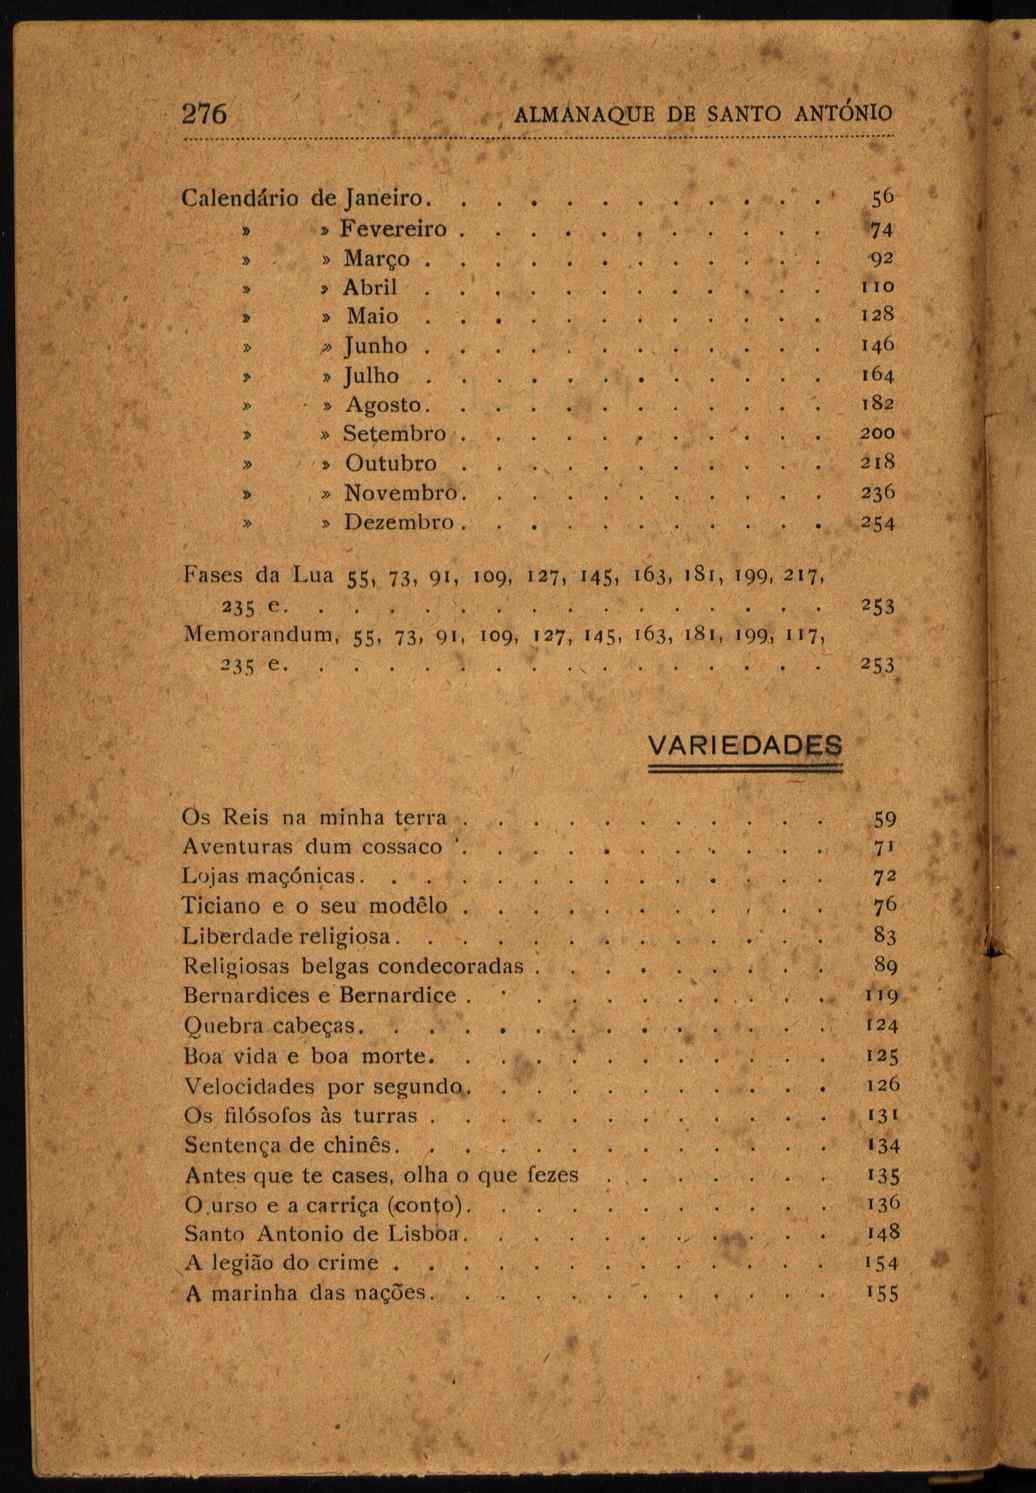 276 ALMANAQUE DE SANTO ANTÓNIO
Calendário de Janeiro. . . . . . . . . . . . 56
» » Fevereiro . . . . . . . . . . . 74
» » Março . . . . . . . . . . . . 92
» » Abril . . . . . . . . . . . . 110
» » Maio . . . . . . . . . . . . 128
» » Junho . . . . . . . . . . . . 146
» » Julho . . . . . . . . . . . . 164
» » Agosto. . . . . . . . . . . . 182
» » Setembro . . . . . . . . . . . 200
» » Outubro . . . . . . . . . . . 218
» » Novembro. . . . . . . . . . . 236
» » Dezembro . . . . . . . . . . . 254
Fases da Lua 55, 73, 91, 109, 127, 145, 163, 181, 199, 217,
235 e. . . . . . . . . . . . . . . . 253
Memorandum, 55, 73, 91, 109, 127, 145, 163, 181, 199, 117,
235 e. . . . . . . . . . . . . . . . 253
VARIEDADES
Os Reis na minha terra . . . . . . . . . . . 59
Aventuras dum cossaco . . . . . . . . . . . 71
Lojas maçónicas. . . . . . . . . . . . . . 72
Ticiano e o seu modêlo . . . . . . . . . . . 76
Liberdade religiosa. . . . . . . . . . . . . 83
Religiosas belgas condecoradas . . . . . . . . . 89
Bernardices e Bernardice . . . . . . . . . . . 119
Quebra cabeças. . . . . . . . . . . . . . 124
Boa vida e boa morte. . . . . . . . . . . . 125
Velocidades por segundo. . . . . . . . . . . 126
Os filósofos às turras . . . . . . . . . . . . 131
Sentença de chinês. . . . . . . . . . . . . 134
Antes que te cases, olha o que fezes . . . . . . . 135
O urso e a carriça (conto). . . . . . . . . . . 136
Santo Antonio de Lisboa. . . . . . . . . . . 148
A legião do crime . . . . . . . . . . . . . 154
A marinha das nações. . . . . . . . . . . . 155